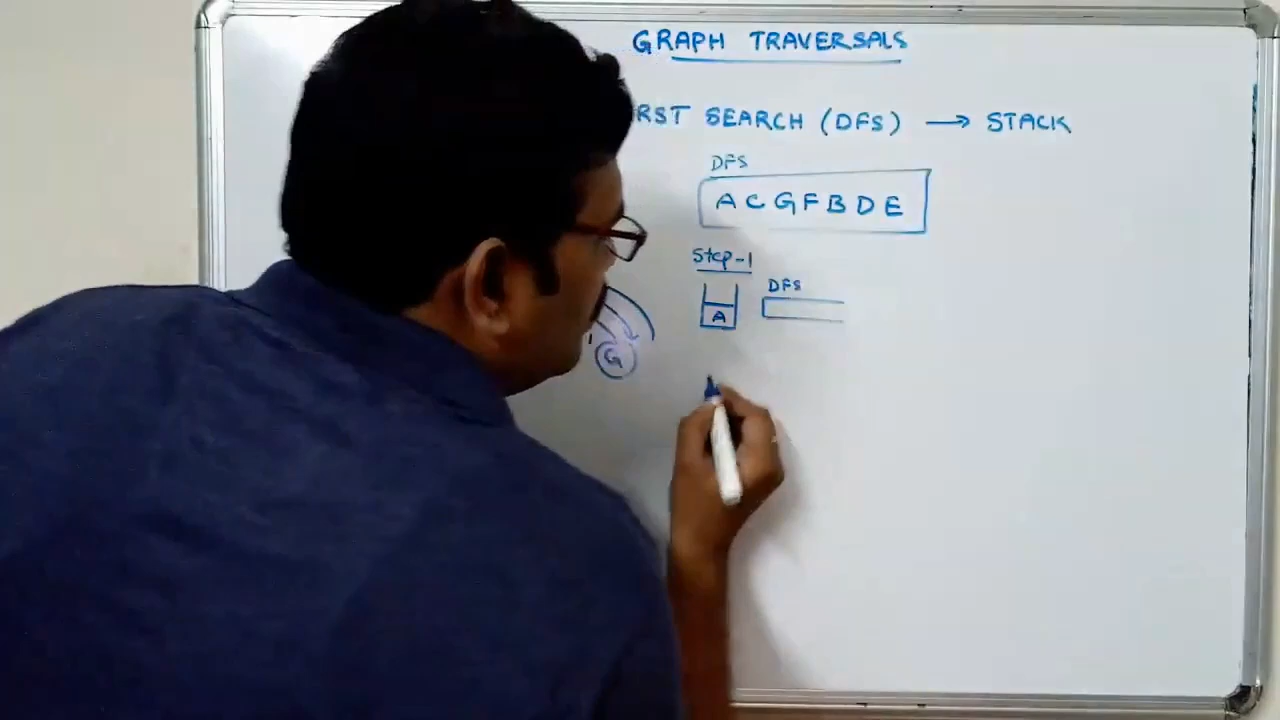 GRAPH TRAVERSALS
RST SEARCH (DFS) → STACK
DFS
A C G F B D E
Step-1
DFS
A
G